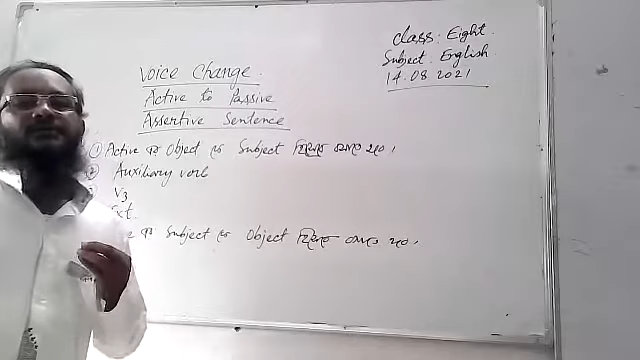 Class: Eight.
Subject: English.
14.08.2021
Voice Change.
Active to Passive
Assertive Sentence
① Active এর Object কে Subject হিসেবে বসাতে হবে।
② Auxiliary verb
V3
Ext.
এর Subject কে Object হিসেবে বসাতে হবে।